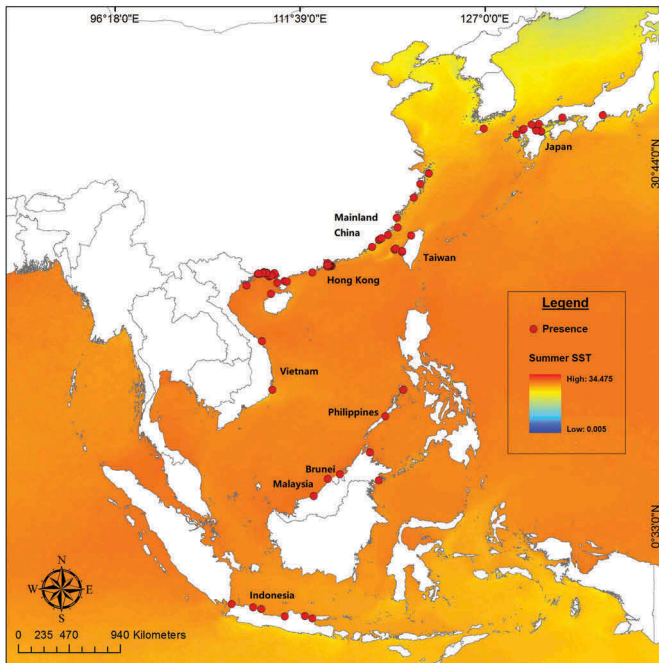 96°18'0"E 111°39'0"E 127°0'0"E
30°44'0"N
Japan
Mainland
China
Taiwan
Hong Kong
Legend
Presence
Summer SST
High: 34.475
Low: 0.005
Vietnam
Philippines
Brunei
Malaysia
0°33'0"N
N
W E
S
Indonesia
0 235 470 940 Kilometers